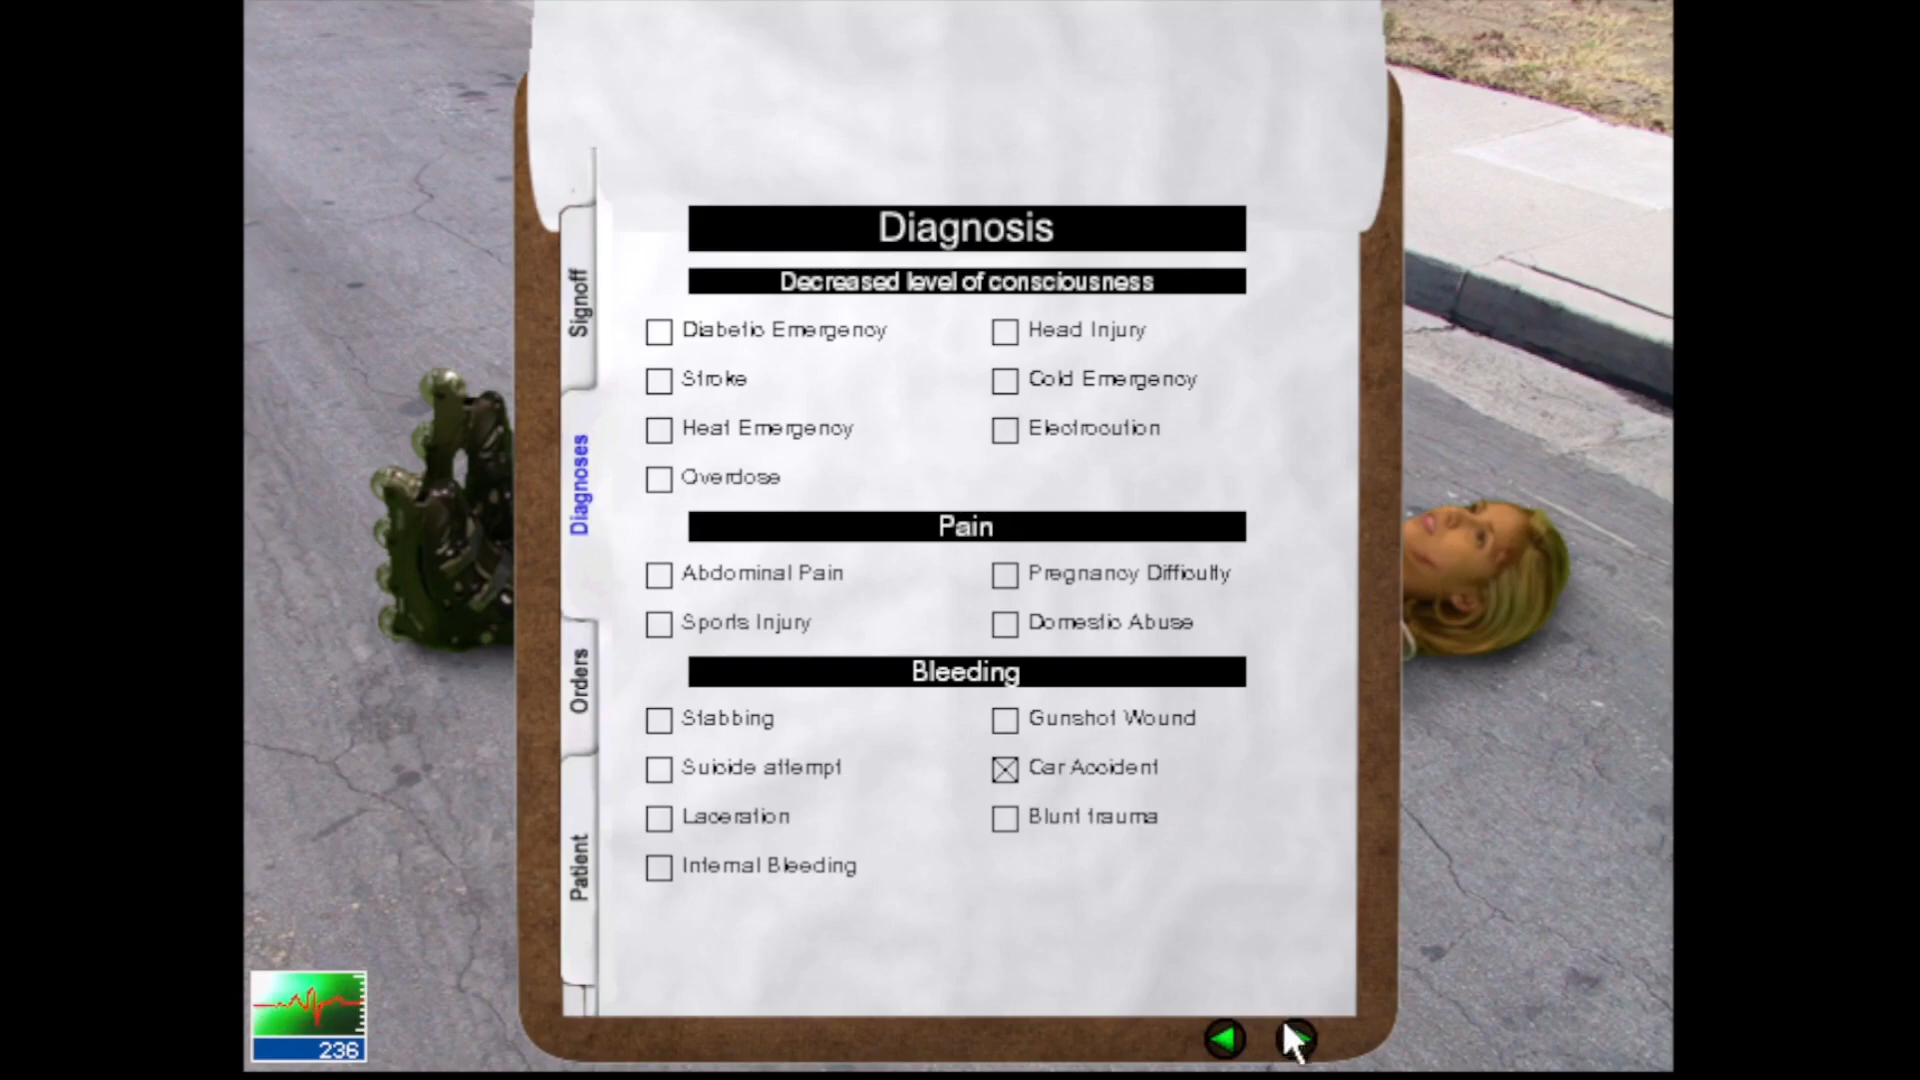 Diagnosis
Decreased level of consciousness
Diabetic Emergency
Head Injury
Stroke
Cold Emergency
Heat Emergency
Electrocution
Overdose
Pain
Abdominal Pain
Pregnancy Difficulty
Sports Injury
Domestic Abuse
Bleeding
Stabbing
Gunshot Wound
Suicide attempt
Car Accident
Laceration
Blunt trauma
Internal Bleeding
Signoff
Diagnoses
Orders
Patient
236